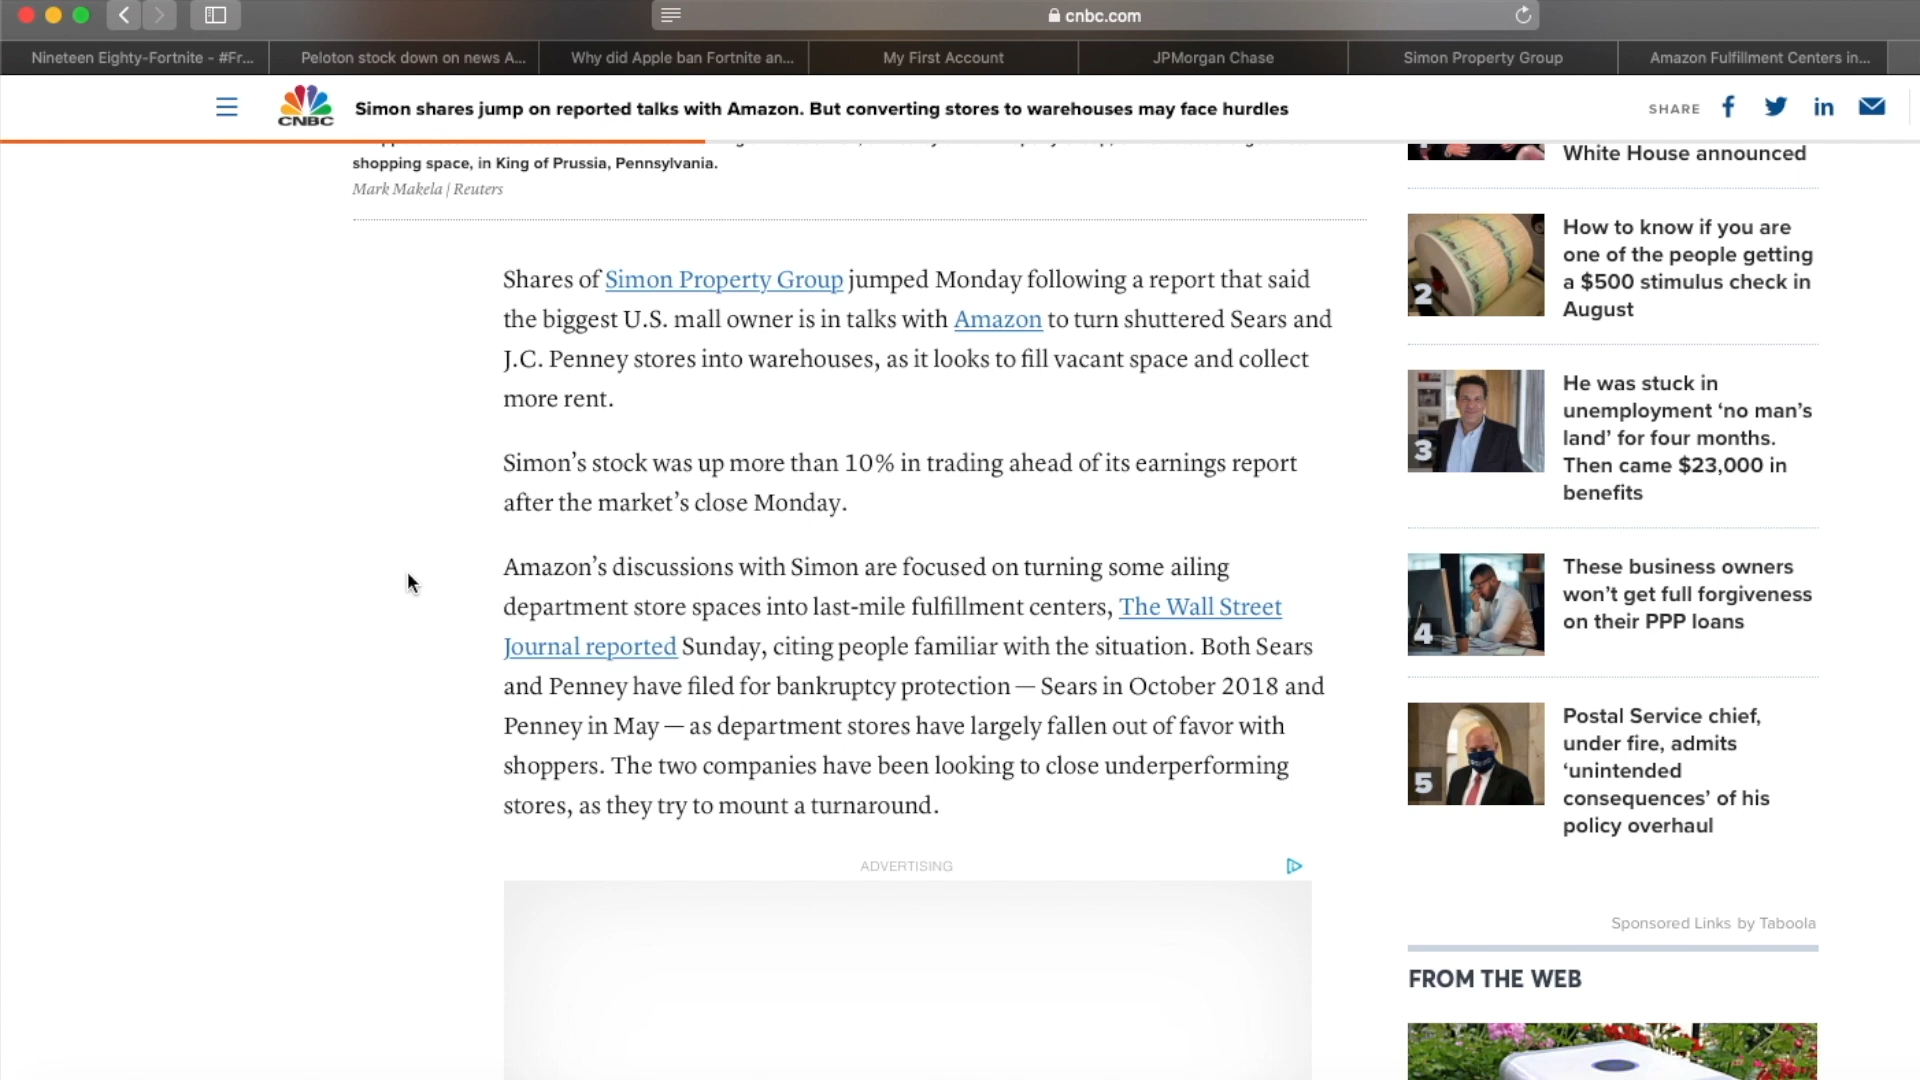 cnbc.com
Nineteen Eighty-Fortnite - #Fr...
Peloton stock down on news A...
Why did Apple ban Fortnite an...
My First Account
JPMorgan Chase
Simon Property Group
Amazon Fulfillment Centers in...
CNBC
Simon shares jump on reported talks with Amazon. But converting stores to warehouses may face hurdles
SHARE
shopping space, in King of Prussia, Pennsylvania.
Mark Makela | Reuters
Shares of Simon Property Group jumped Monday following a report that said
the biggest U.S. mall owner is in talks with Amazon to turn shuttered Sears and
J.C. Penney stores into warehouses, as it looks to fill vacant space and collect
more rent.
Simon’s stock was up more than 10% in trading ahead of its earnings report
after the market’s close Monday.
Amazon’s discussions with Simon are focused on turning some ailing
department store spaces into last-mile fulfillment centers, The Wall Street
Journal reported Sunday, citing people familiar with the situation. Both Sears
and Penney have filed for bankruptcy protection — Sears in October 2018 and
Penney in May — as department stores have largely fallen out of favor with
shoppers. The two companies have been looking to close underperforming
stores, as they try to mount a turnaround.
ADVERTISING
White House announced
2
How to know if you are
one of the people getting
a $500 stimulus check in
August
3
He was stuck in
unemployment ‘no man’s
land’ for four months.
Then came $23,000 in
benefits
4
These business owners
won’t get full forgiveness
on their PPP loans
5
Postal Service chief,
under fire, admits
‘unintended
consequences’ of his
policy overhaul
Sponsored Links by Taboola
FROM THE WEB